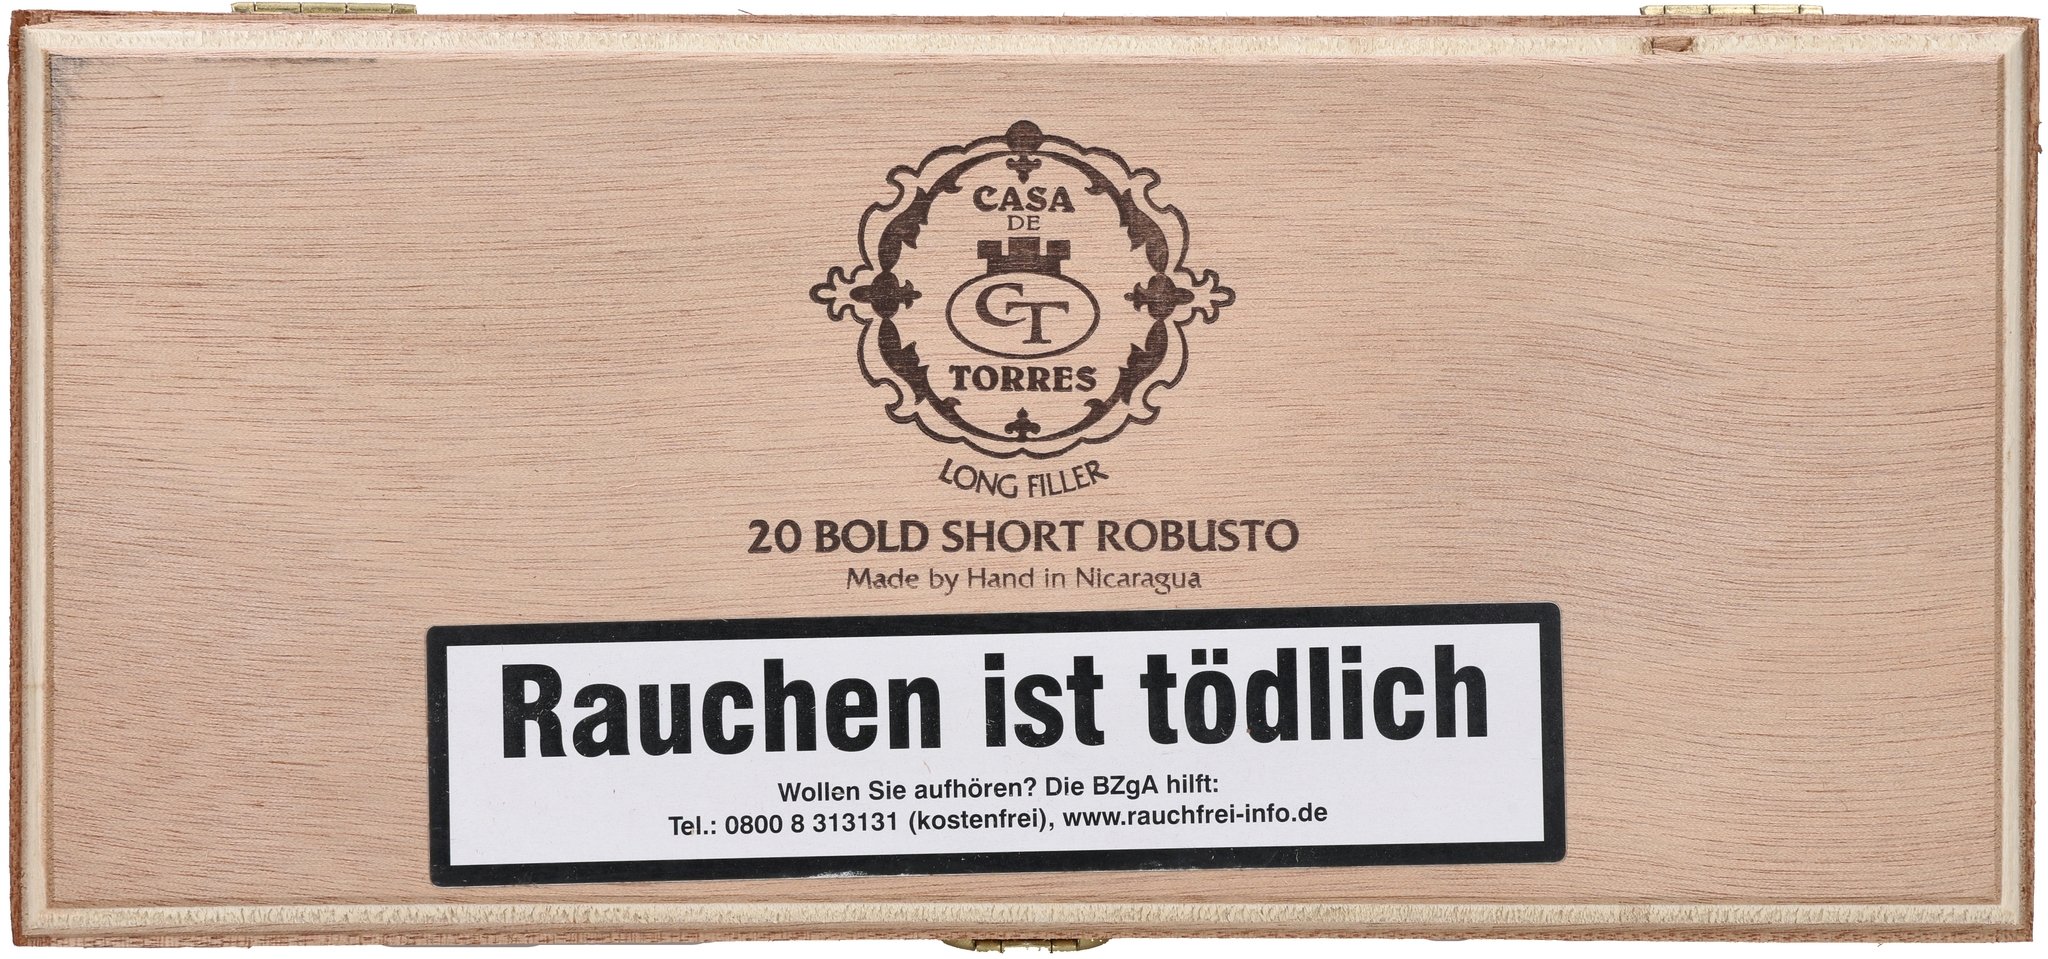 CASA
DE
CT
TORRES
LONG FILLER
20 BOLD SHORT ROBUSTO
Made by Hand in Nicaragua
Rauchen ist tödlich
Wollen Sie aufhören? Die BZgA hilft:
Tel.: 0800 8 313131 (kostenfrei), www.rauchfrei-info.de